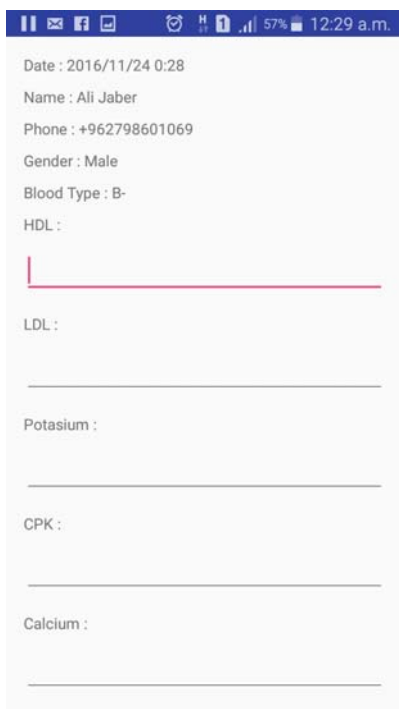 57% 12:29 a.m.
Date : 2016/11/24 0:28
Name : Ali Jaber
Phone : +962798601069
Gender : Male
Blood Type : B-
HDL :
LDL :
Potasium :
CPK :
Calcium :